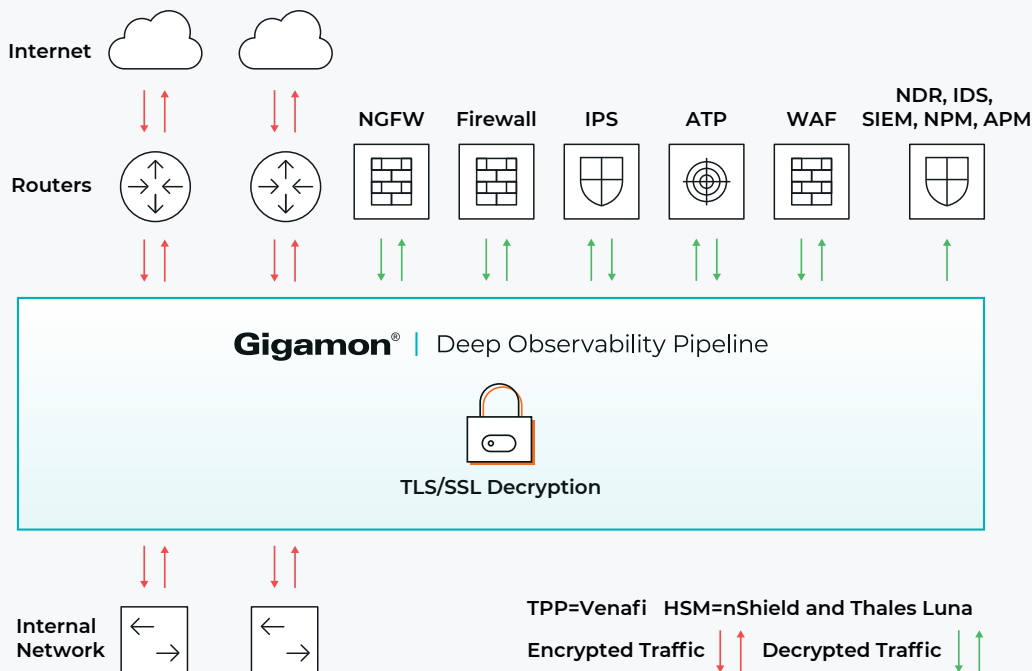 Internet
NGFW
Firewall
IPS
ATP
WAF
NDR, IDS,
SIEM, NPM, APM
Routers
Gigamon® | Deep Observability Pipeline
TLS/SSL Decryption
Internal
Network
TPP=Venafi HSM=nShield and Thales Luna
Encrypted Traffic
Decrypted Traffic